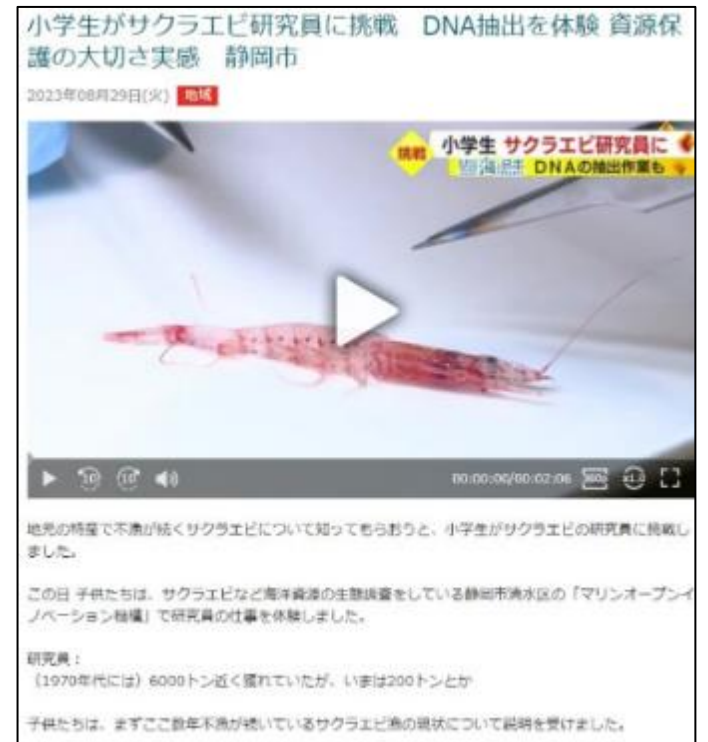 小学生がサクラエビ研究員に挑戦 DNA抽出を体験 資源保
護の大切さ実感 静岡市
2023年08月29日(火) 地域
挑戦 小学生 サクラエビ研究員に
DNAの抽出作業も
10 10 00:00:00/00:02:06 x1.0
地元の特産で不漁が続くサクラエビについて知ってもらおうと、小学生がサクラエビの研究員に挑戦し
ました。
この日 子供たちは、サクラエビなど海洋資源の生態調査をしている静岡市清水区の「マリンオープンイ
ノベーション機構」で研究員の仕事を体験しました。
研究員:
(1970年代には)6000トン近く獲れていたが、いまは200トンとか
子供たちは、まずここ数年不漁が続いているサクラエビ漁の現状について説明を受けました。